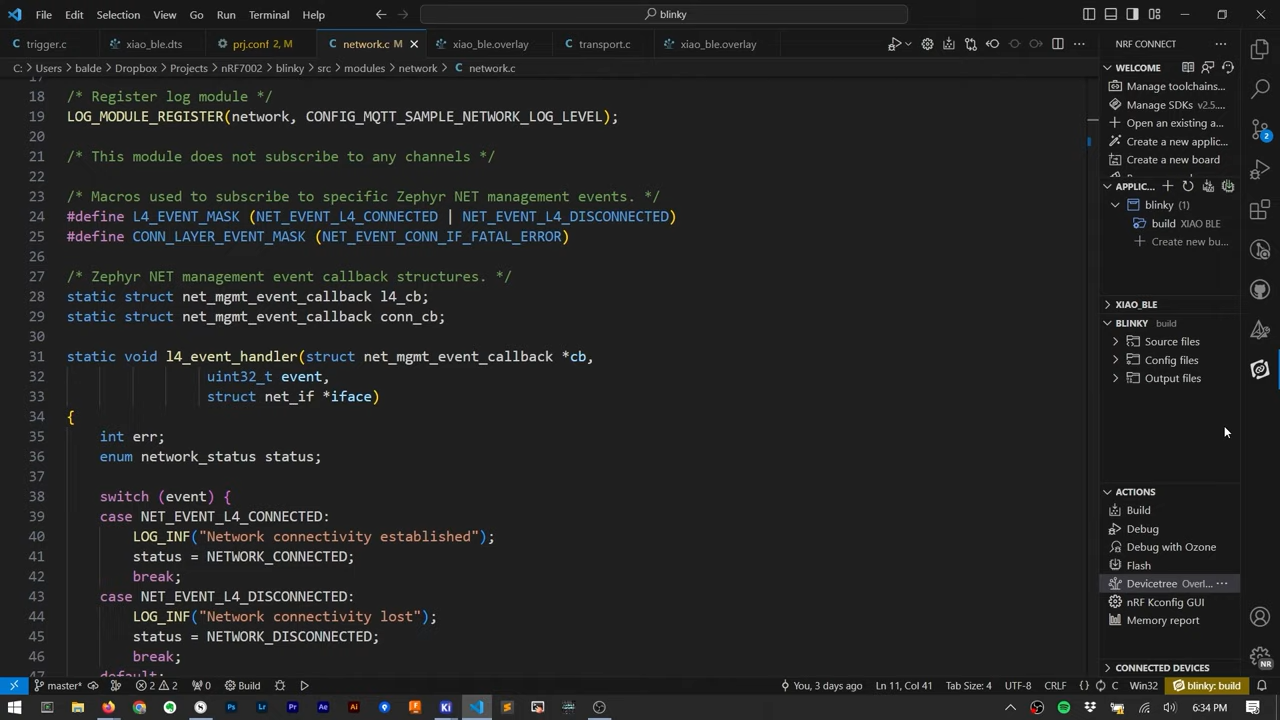 File Edit Selection View Go Run Terminal Help
blinky
trigger.c xiao_ble.dts prj.conf 2, M network.c M xiao_ble.overlay transport.c xiao_ble.overlay
C: > Users > balde > Dropbox > Projects > nRF7002 > blinky > src > modules > network > network.c
18 /* Register log module */
19 LOG_MODULE_REGISTER(network, CONFIG_MQTT_SAMPLE_NETWORK_LOG_LEVEL);
20
21 /* This module does not subscribe to any channels */
22
23 /* Macros used to subscribe to specific Zephyr NET management events. */
24 #define L4_EVENT_MASK (NET_EVENT_L4_CONNECTED | NET_EVENT_L4_DISCONNECTED)
25 #define CONN_LAYER_EVENT_MASK (NET_EVENT_CONN_IF_FATAL_ERROR)
26
27 /* Zephyr NET management event callback structures. */
28 static struct net_mgmt_event_callback l4_cb;
29 static struct net_mgmt_event_callback conn_cb;
30
31 static void l4_event_handler(struct net_mgmt_event_callback *cb,
32 uint32_t event,
33 struct net_if *iface)
34 {
35 int err;
36 enum network_status status;
37
38 switch (event) {
39 case NET_EVENT_L4_CONNECTED:
40 LOG_INF("Network connectivity established");
41 status = NETWORK_CONNECTED;
42 break;
43 case NET_EVENT_L4_DISCONNECTED:
44 LOG_INF("Network connectivity lost");
45 status = NETWORK_DISCONNECTED;
46 break;
47 default:
NRF CONNECT
WELCOME
Manage toolchains...
Manage SDKs v2.5....
Open an existing a...
Create a new applic...
Create a new board
APPLIC...
blinky (1)
build XIAO BLE
Create new bu...
XIAO_BLE
BLINKY build
Source files
Config files
Output files
ACTIONS
Build
Debug
Debug with Ozone
Flash
Devicetree Overl...
nRF Kconfig GUI
Memory report
CONNECTED DEVICES
2
NR
master* 2 2 0 Build You, 3 days ago Ln 11, Col 41 Tab Size: 4 UTF-8 CRLF {} C Win32 blinky: build
Ps Lr Pr Ae Ai Ki 6:34 PM